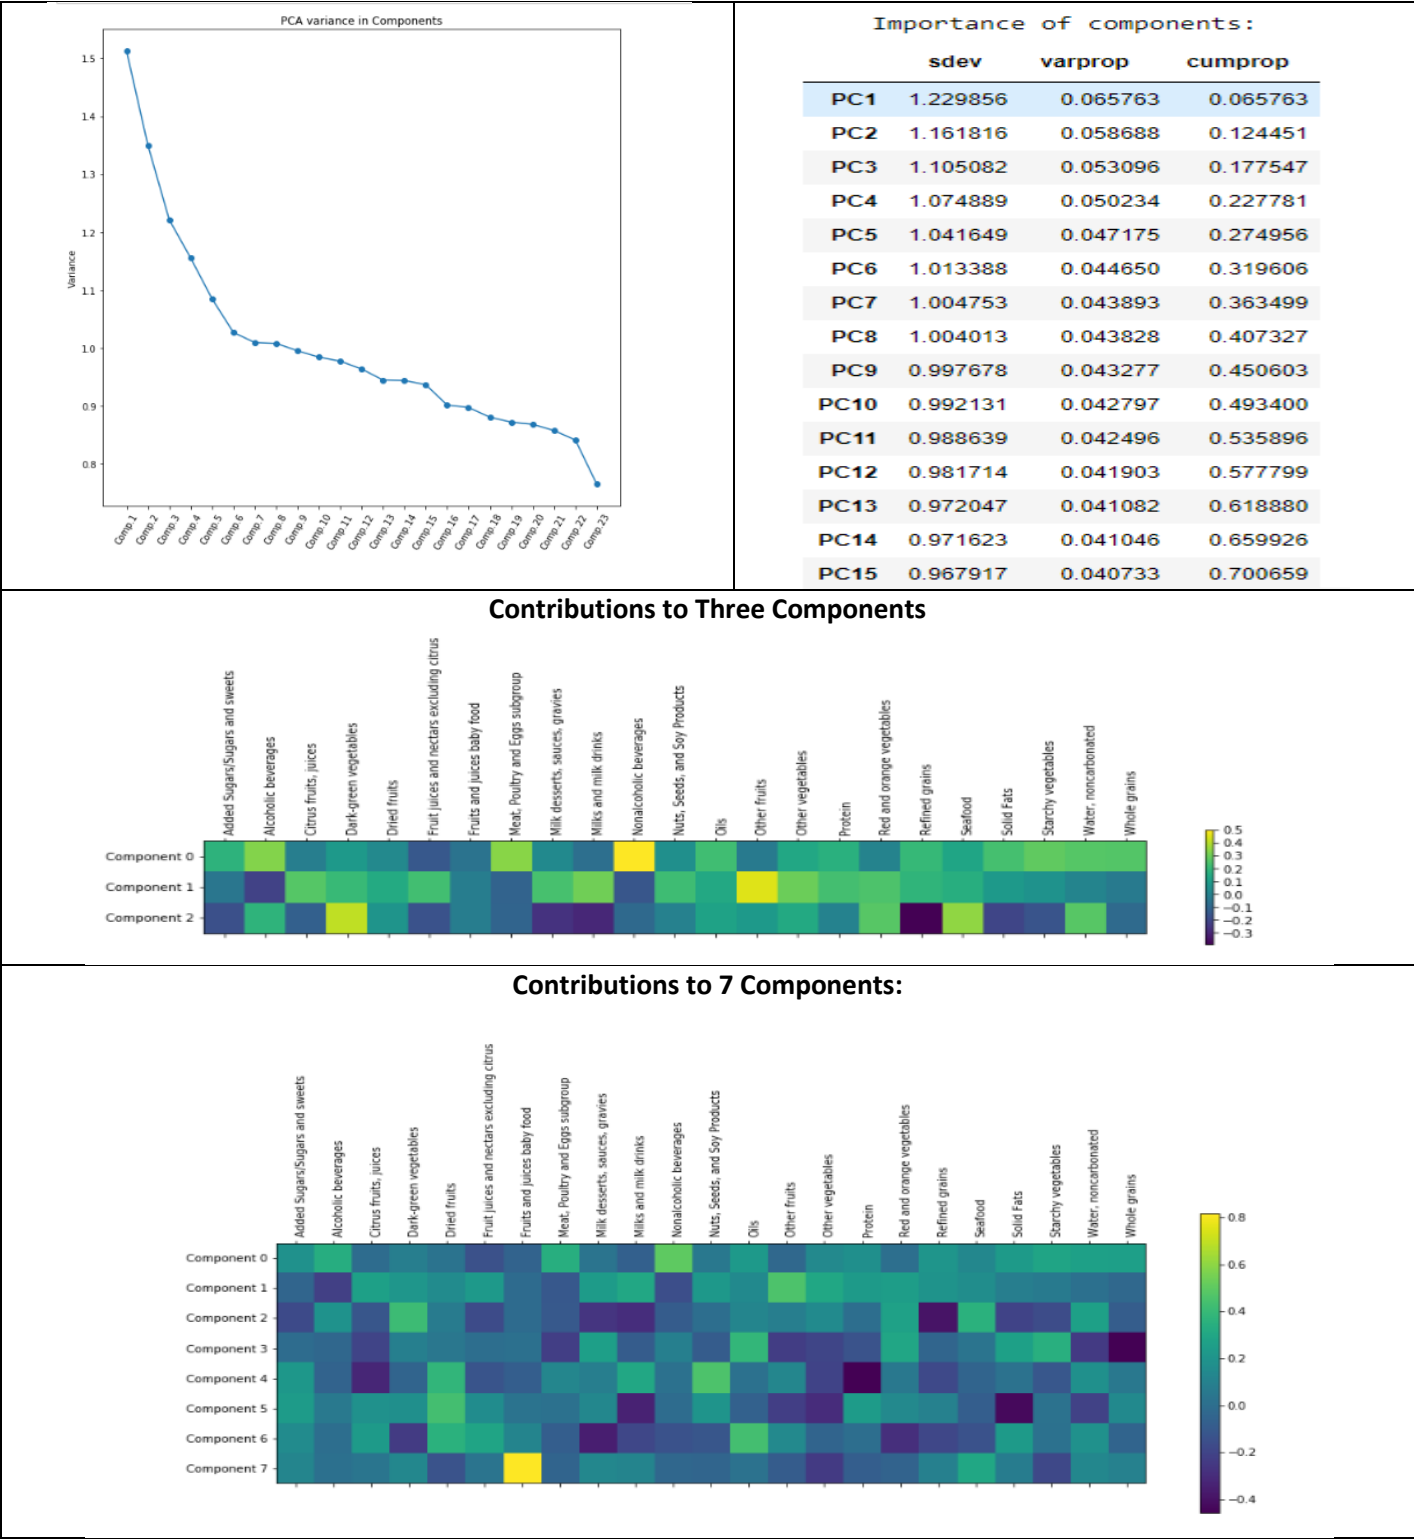 PCA variance in Components
Variance
1.5
1.4
1.3
1.2
1.1
1.0
0.9
0.8
Comp.1
Comp.2
Comp.3
Comp.4
Comp.5
Comp.6
Comp.7
Comp.8
Comp.9
Comp.10
Comp.11
Comp.12
Comp.13
Comp.14
Comp.15
Comp.16
Comp.17
Comp.18
Comp.19
Comp.20
Comp.21
Comp.22
Comp.23
Importance of components:
sdev varprop cumprop
PC1 1.229856 0.065763 0.065763
PC2 1.161816 0.058688 0.124451
PC3 1.105082 0.053096 0.177547
PC4 1.074889 0.050234 0.227781
PC5 1.041649 0.047175 0.274956
PC6 1.013388 0.044650 0.319606
PC7 1.004753 0.043893 0.363499
PC8 1.004013 0.043828 0.407327
PC9 0.997678 0.043277 0.450603
PC10 0.992131 0.042797 0.493400
PC11 0.988639 0.042496 0.535896
PC12 0.981714 0.041903 0.577799
PC13 0.972047 0.041082 0.618880
PC14 0.971623 0.041046 0.659926
PC15 0.967917 0.040733 0.700659
Contributions to Three Components
Added Sugars/Sugars and sweets
Alcoholic beverages
Citrus fruits, juices
Dark-green vegetables
Dried fruits
Fruit juices and nectars excluding citrus
Fruits and juices baby food
Meat, Poultry and Eggs subgroup
Milk desserts, sauces, gravies
Milks and milk drinks
Nonalcoholic beverages
Nuts, Seeds, and Soy Products
Oils
Other fruits
Other vegetables
Protein
Red and orange vegetables
Refined grains
Seafood
Solid Fats
Starchy vegetables
Water, noncarbonated
Whole grains
Component 0
Component 1
Component 2
0.5
0.4
0.3
0.2
0.1
0.0
−0.1
−0.2
−0.3
Contributions to 7 Components:
Added Sugars/Sugars and sweets
Alcoholic beverages
Citrus fruits, juices
Dark-green vegetables
Dried fruits
Fruit juices and nectars excluding citrus
Fruits and juices baby food
Meat, Poultry and Eggs subgroup
Milk desserts, sauces, gravies
Milks and milk drinks
Nonalcoholic beverages
Nuts, Seeds, and Soy Products
Oils
Other fruits
Other vegetables
Protein
Red and orange vegetables
Refined grains
Seafood
Solid Fats
Starchy vegetables
Water, noncarbonated
Whole grains
Component 0
Component 1
Component 2
Component 3
Component 4
Component 5
Component 6
Component 7
0.8
0.6
0.4
0.2
0.0
−0.2
−0.4